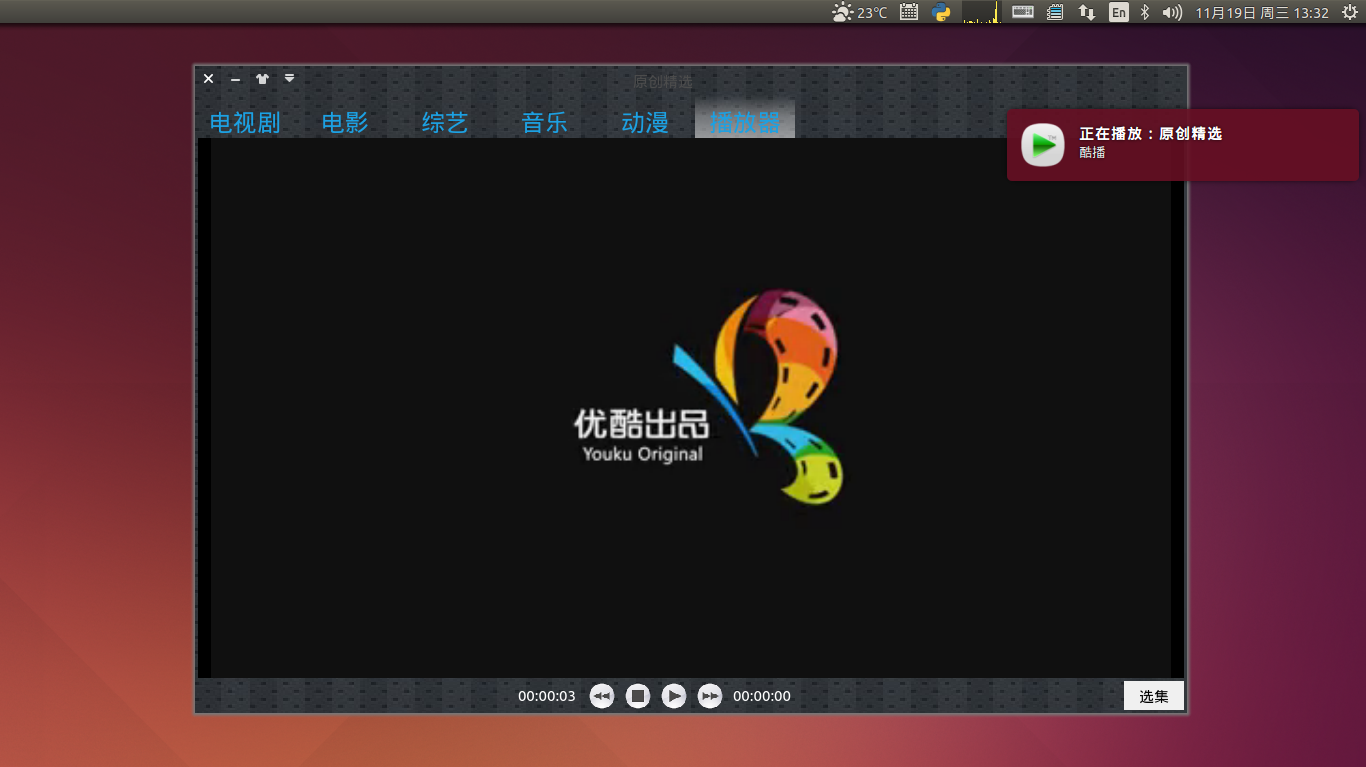 23℃
En
11月19日 周三 13:32
原创精选
电视剧 电影 综艺 音乐 动漫 播放器
正在播放：原创精选
酷播
优酷出品
Youku Original
00:00:03
00:00:00
选集